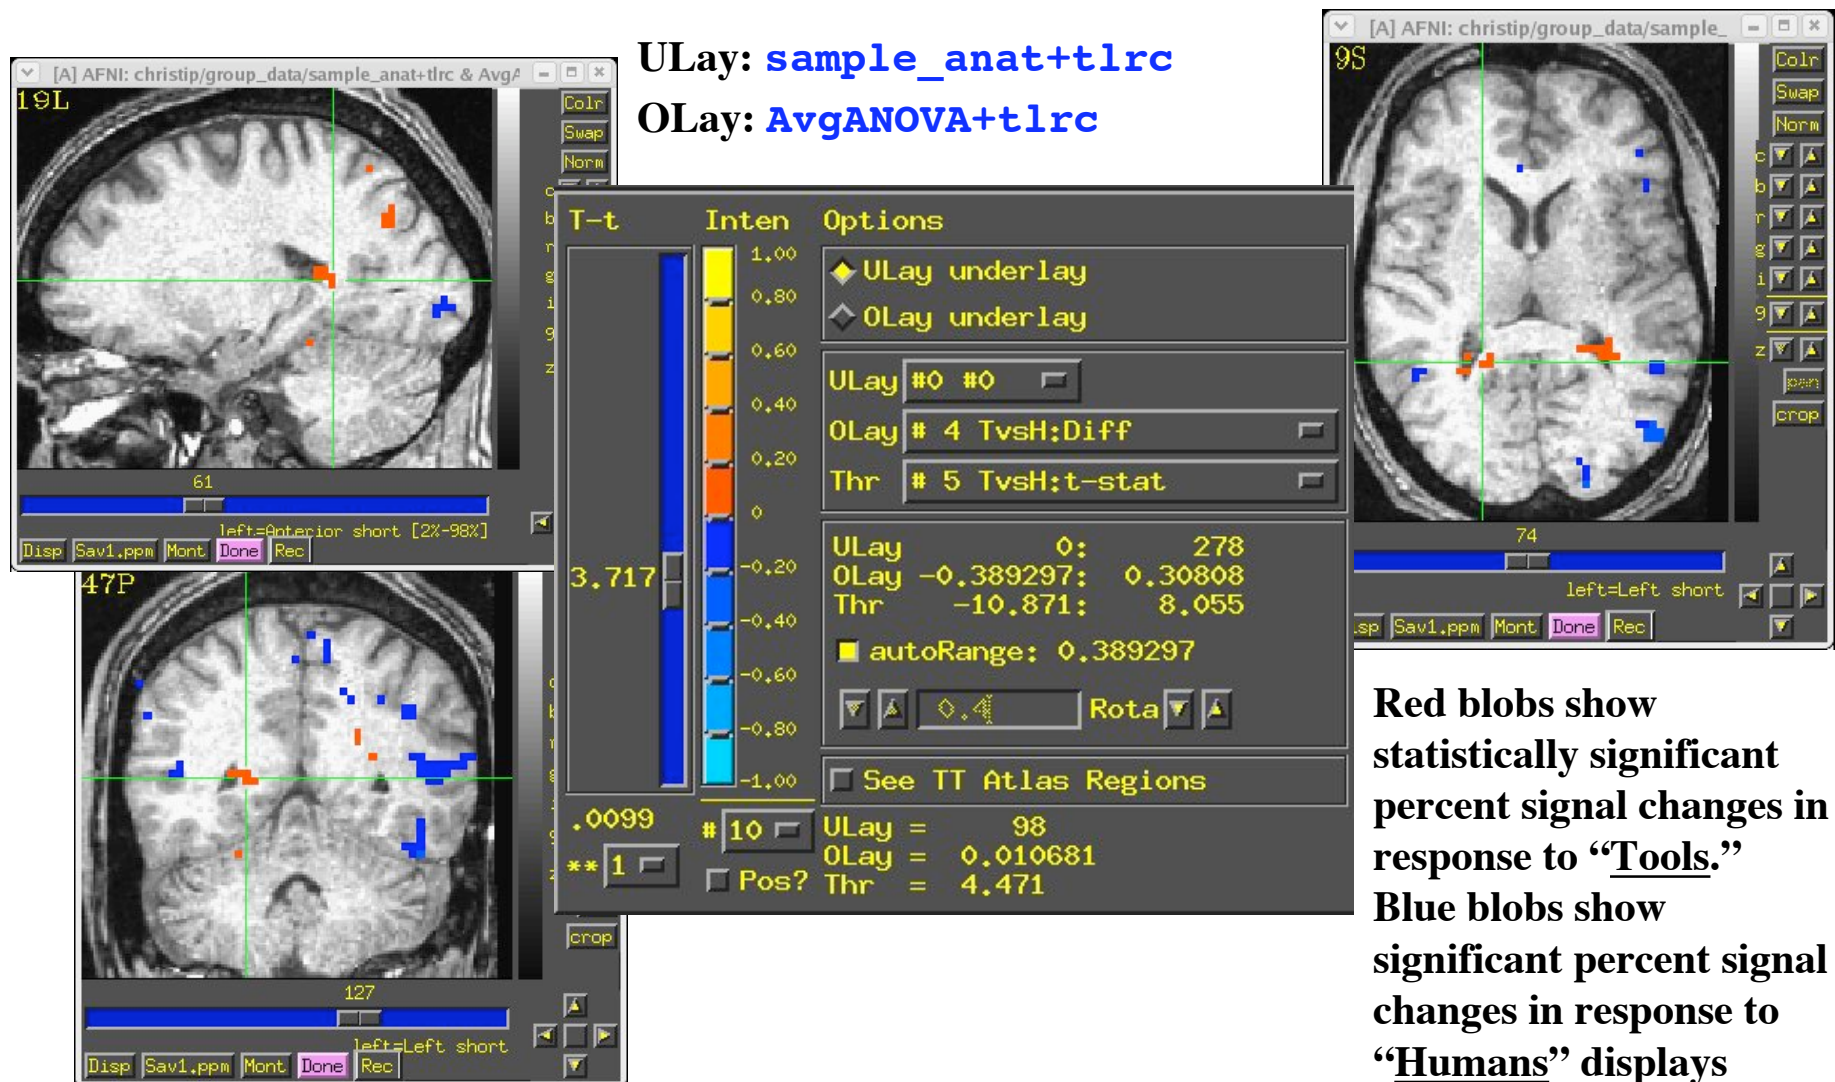 ULay: sample_anat+tlrc
OLay: AvgANOVA+tlrc
[A] AFNI: christip/group_data/sample_anat+tlrc & AvgA
19L
Colr
Swap
Norm
c
b
r
g
i
9
z
61
left=Anterior short [2%-98%]
Disp Sav1.ppm Mont Done Rec
47P
crop
127
left=Left short
Disp Sav1.ppm Mont Done Rec
T-t Inten Options
1.00
0.80
0.60
0.40
0.20
0
-0.20
-0.40
-0.60
-0.80
-1.00
3.717
.0099
** 1
# 10
Pos?
ULay underlay
OLay underlay
ULay #0 #0
OLay # 4 TvsH:Diff
Thr # 5 TvsH:t-stat
ULay 0: 278
OLay -0.389297: 0.30808
Thr -10.871: 8.055
autoRange: 0.389297
0.4 Rota
See TT Atlas Regions
ULay = 98
OLay = 0.010681
Thr = 4.471
[A] AFNI: christip/group_data/sample_
9S
Colr
Swap
Norm
c
b
r
g
i
9
z
pan
crop
74
left=Left short
sp Sav1.ppm Mont Done Rec
Red blobs show
statistically significant
percent signal changes in
response to “Tools.”
Blue blobs show
significant percent signal
changes in response to
“Humans” displays